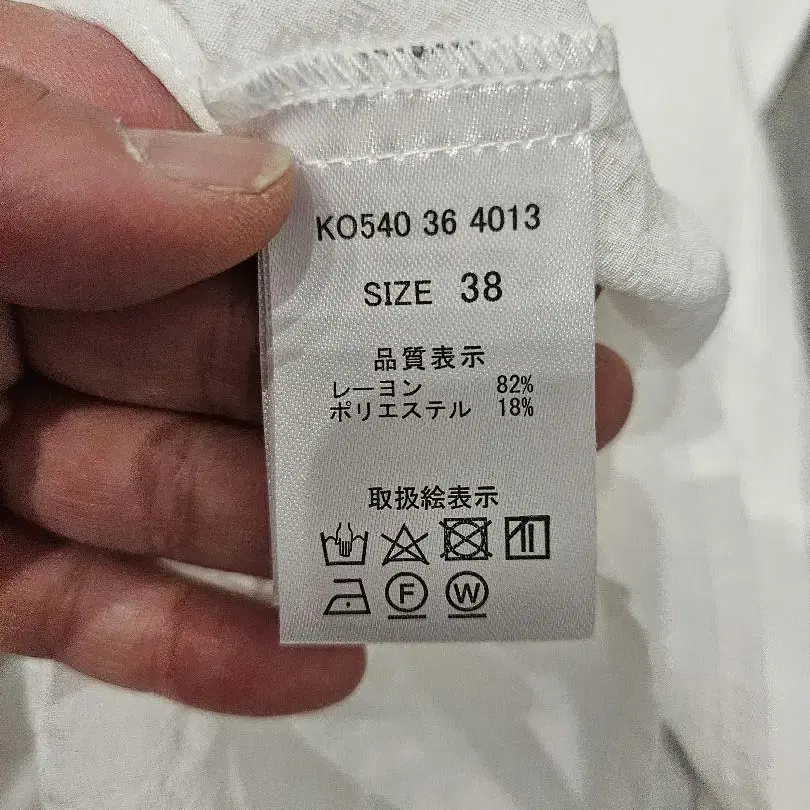 KO540 36 4013
SIZE 38
品質表示
レーヨン 82%
ポリエステル 18%
取扱絵表示
F W